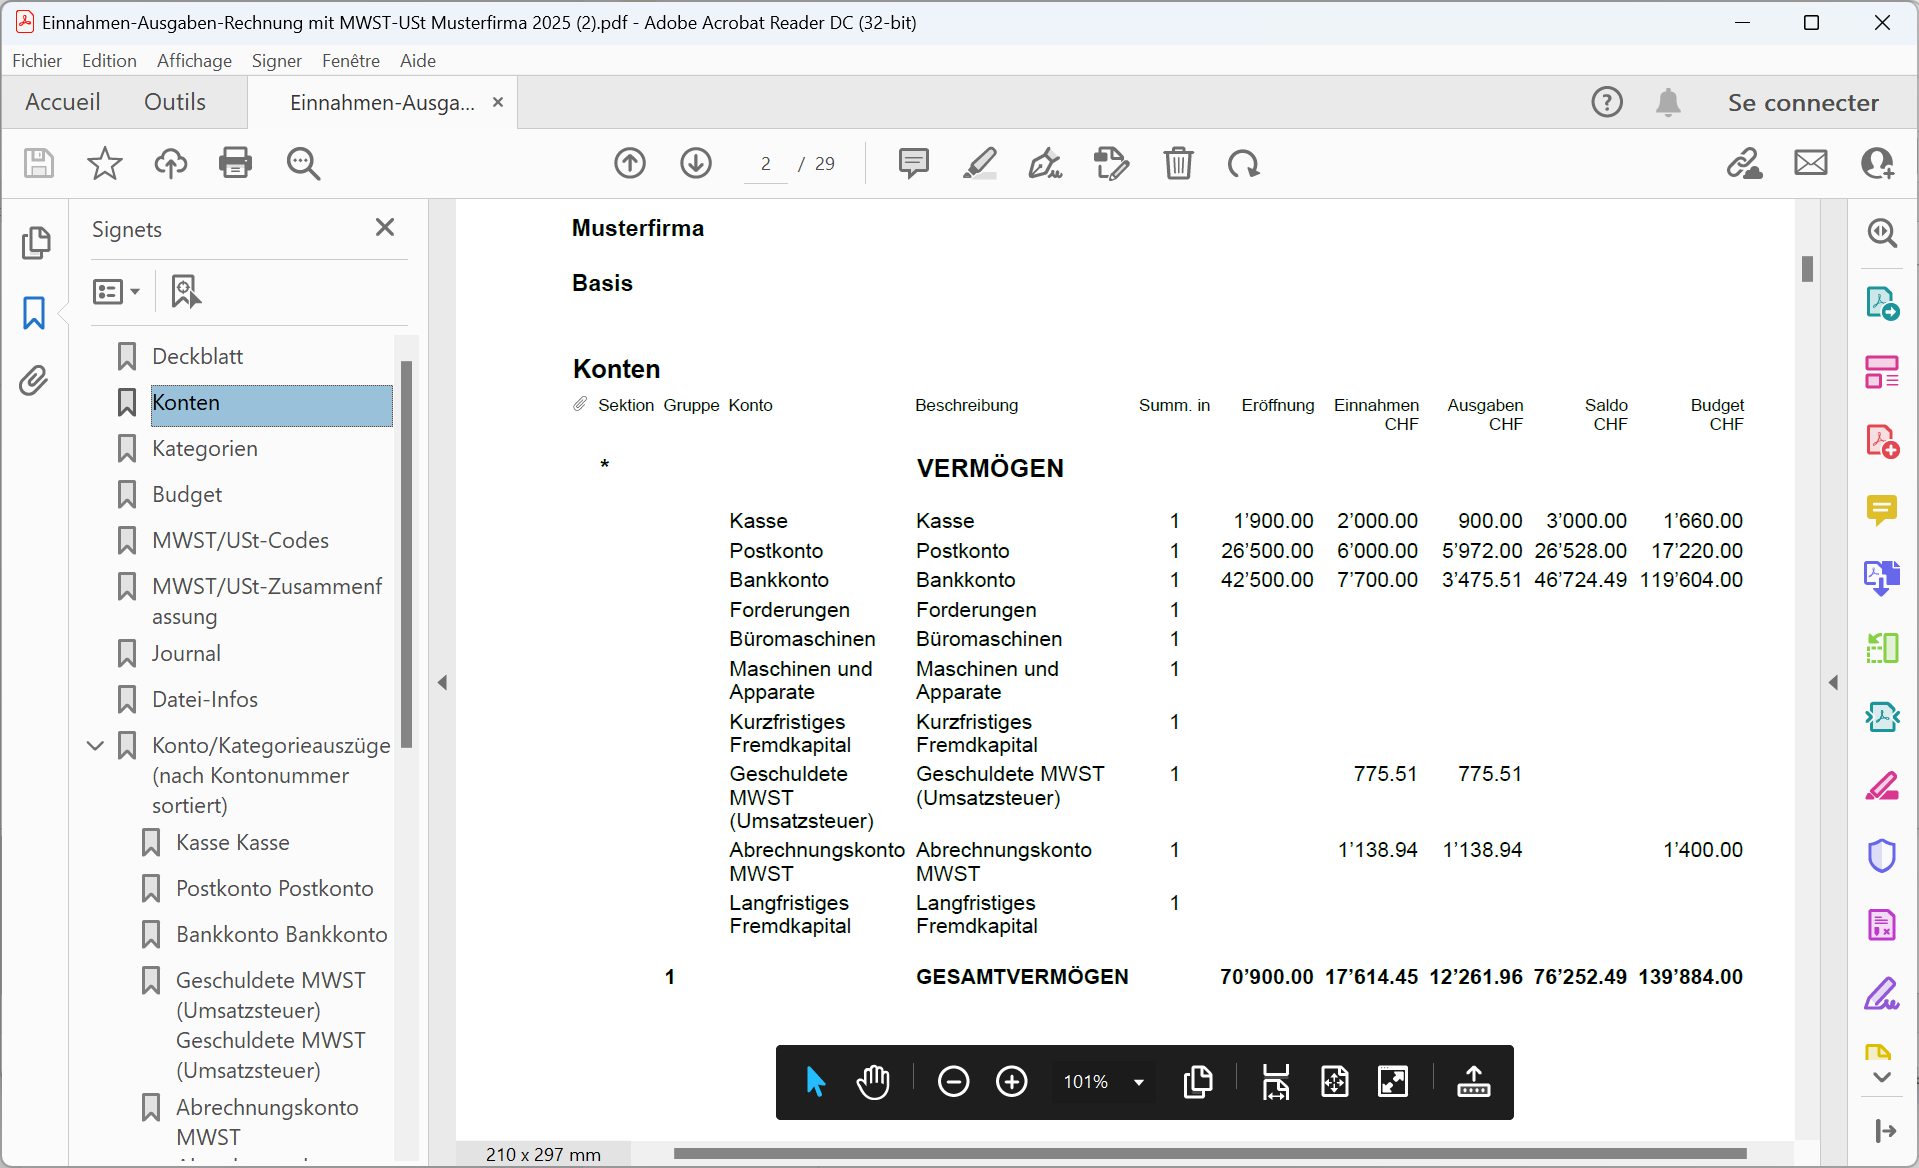 Einnahmen-Ausgaben-Rechnung mit MWST-USt Musterfirma 2025 (2).pdf - Adobe Acrobat Reader DC (32-bit)
Fichier Edition Affichage Signer Fenêtre Aide
Accueil Outils Einnahmen-Ausga... × ? Se connecter
2 / 29
Signets
Deckblatt
Konten
Kategorien
Budget
MWST/USt-Codes
MWST/USt-Zusammenf
assung
Journal
Datei-Infos
Konto/Kategorieauszüge
(nach Kontonummer
sortiert)
Kasse Kasse
Postkonto Postkonto
Bankkonto Bankkonto
Geschuldete MWST
(Umsatzsteuer)
Geschuldete MWST
(Umsatzsteuer)
Abrechnungskonto
MWST
Musterfirma
Basis
Konten
Sektion Gruppe Konto Beschreibung Summ. in Eröffnung Einnahmen Ausgaben Saldo Budget
CHF CHF CHF CHF
* VERMÖGEN
Kasse Kasse 1 1’900.00 2’000.00 900.00 3’000.00 1’660.00
Postkonto Postkonto 1 26’500.00 6’000.00 5’972.00 26’528.00 17’220.00
Bankkonto Bankkonto 1 42’500.00 7’700.00 3’475.51 46’724.49 119’604.00
Forderungen Forderungen 1
Büromaschinen Büromaschinen 1
Maschinen und Maschinen und 1
Apparate Apparate
Kurzfristiges Kurzfristiges 1
Fremdkapital Fremdkapital
Geschuldete Geschuldete MWST 1 775.51 775.51
MWST (Umsatzsteuer)
(Umsatzsteuer)
Abrechnungskonto Abrechnungskonto 1 1’138.94 1’138.94 1’400.00
MWST MWST
Langfristiges Langfristiges 1
Fremdkapital Fremdkapital
1 GESAMTVERMÖGEN 70’900.00 17’614.45 12’261.96 76’252.49 139’884.00
101%
210 x 297 mm